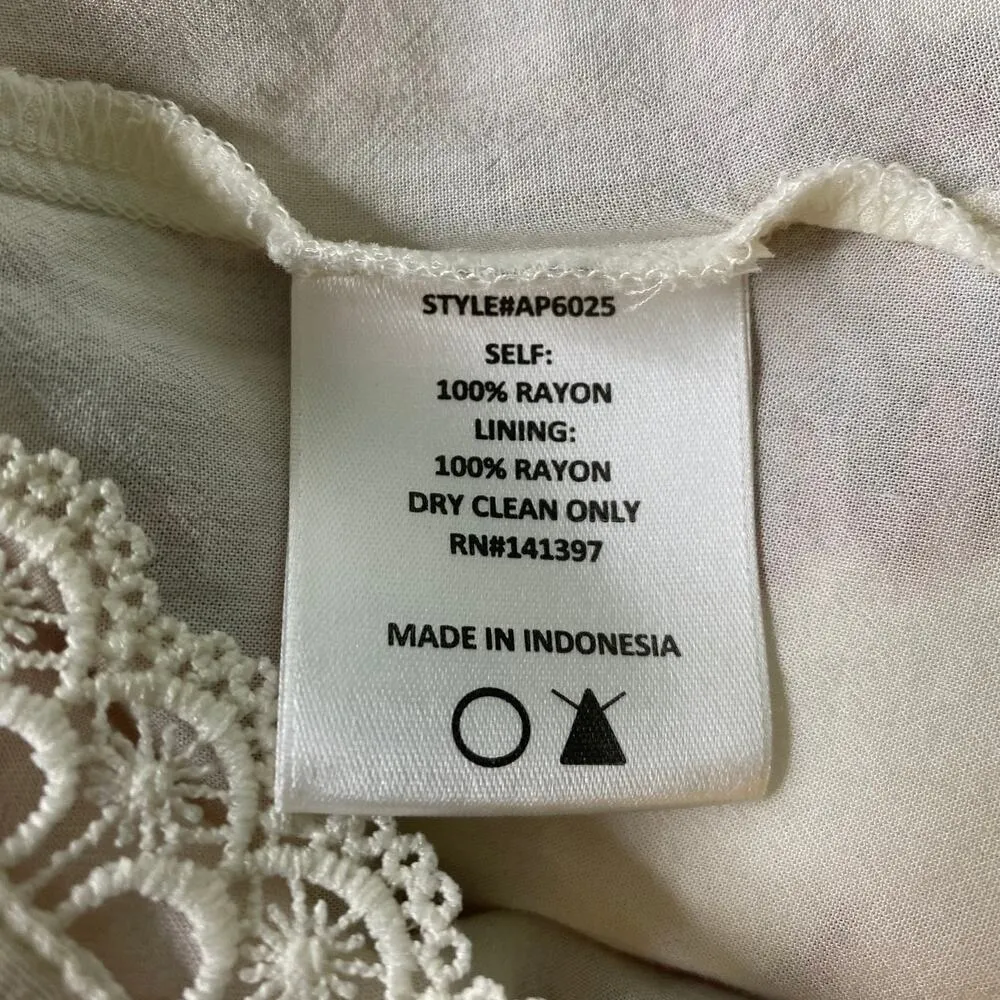 STYLE#AP6025
SELF:
100% RAYON
LINING:
100% RAYON
DRY CLEAN ONLY
RN#141397
MADE IN INDONESIA